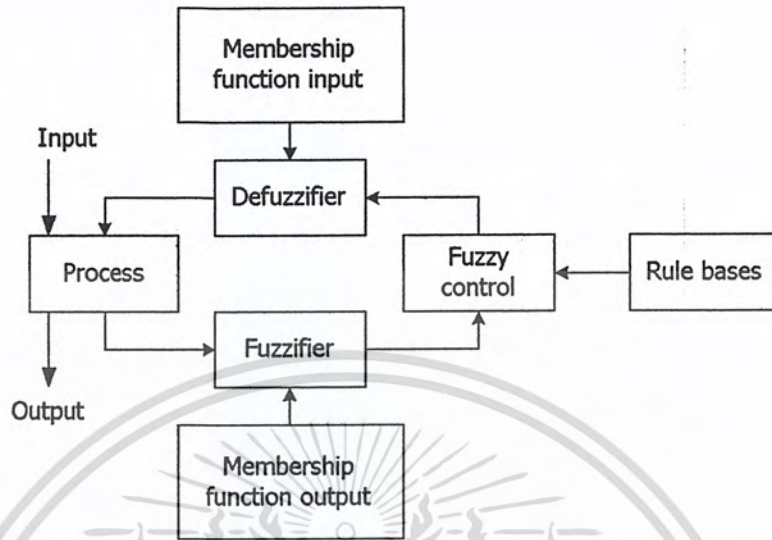 Membership
function input
Input
Defuzzifier
Process
Fuzzy
control
Rule bases
Fuzzifier
Output
Membership
function output